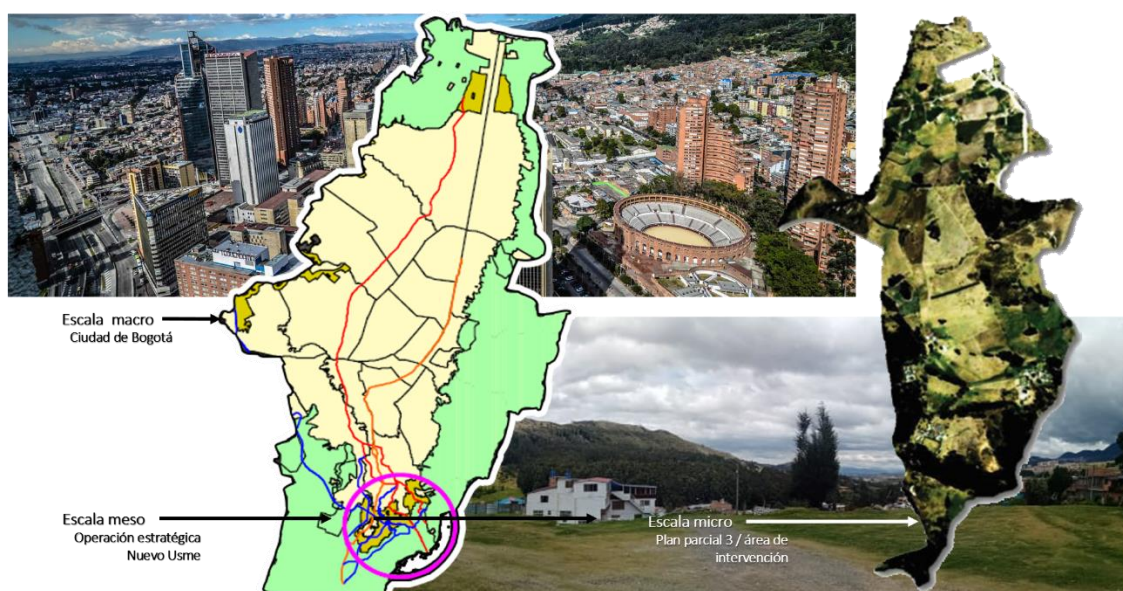 Escala macro
Ciudad de Bogotá
Escala meso
Operación estratégica
Nuevo Usme
Escala micro
Plan parcial 3 / área de
intervención